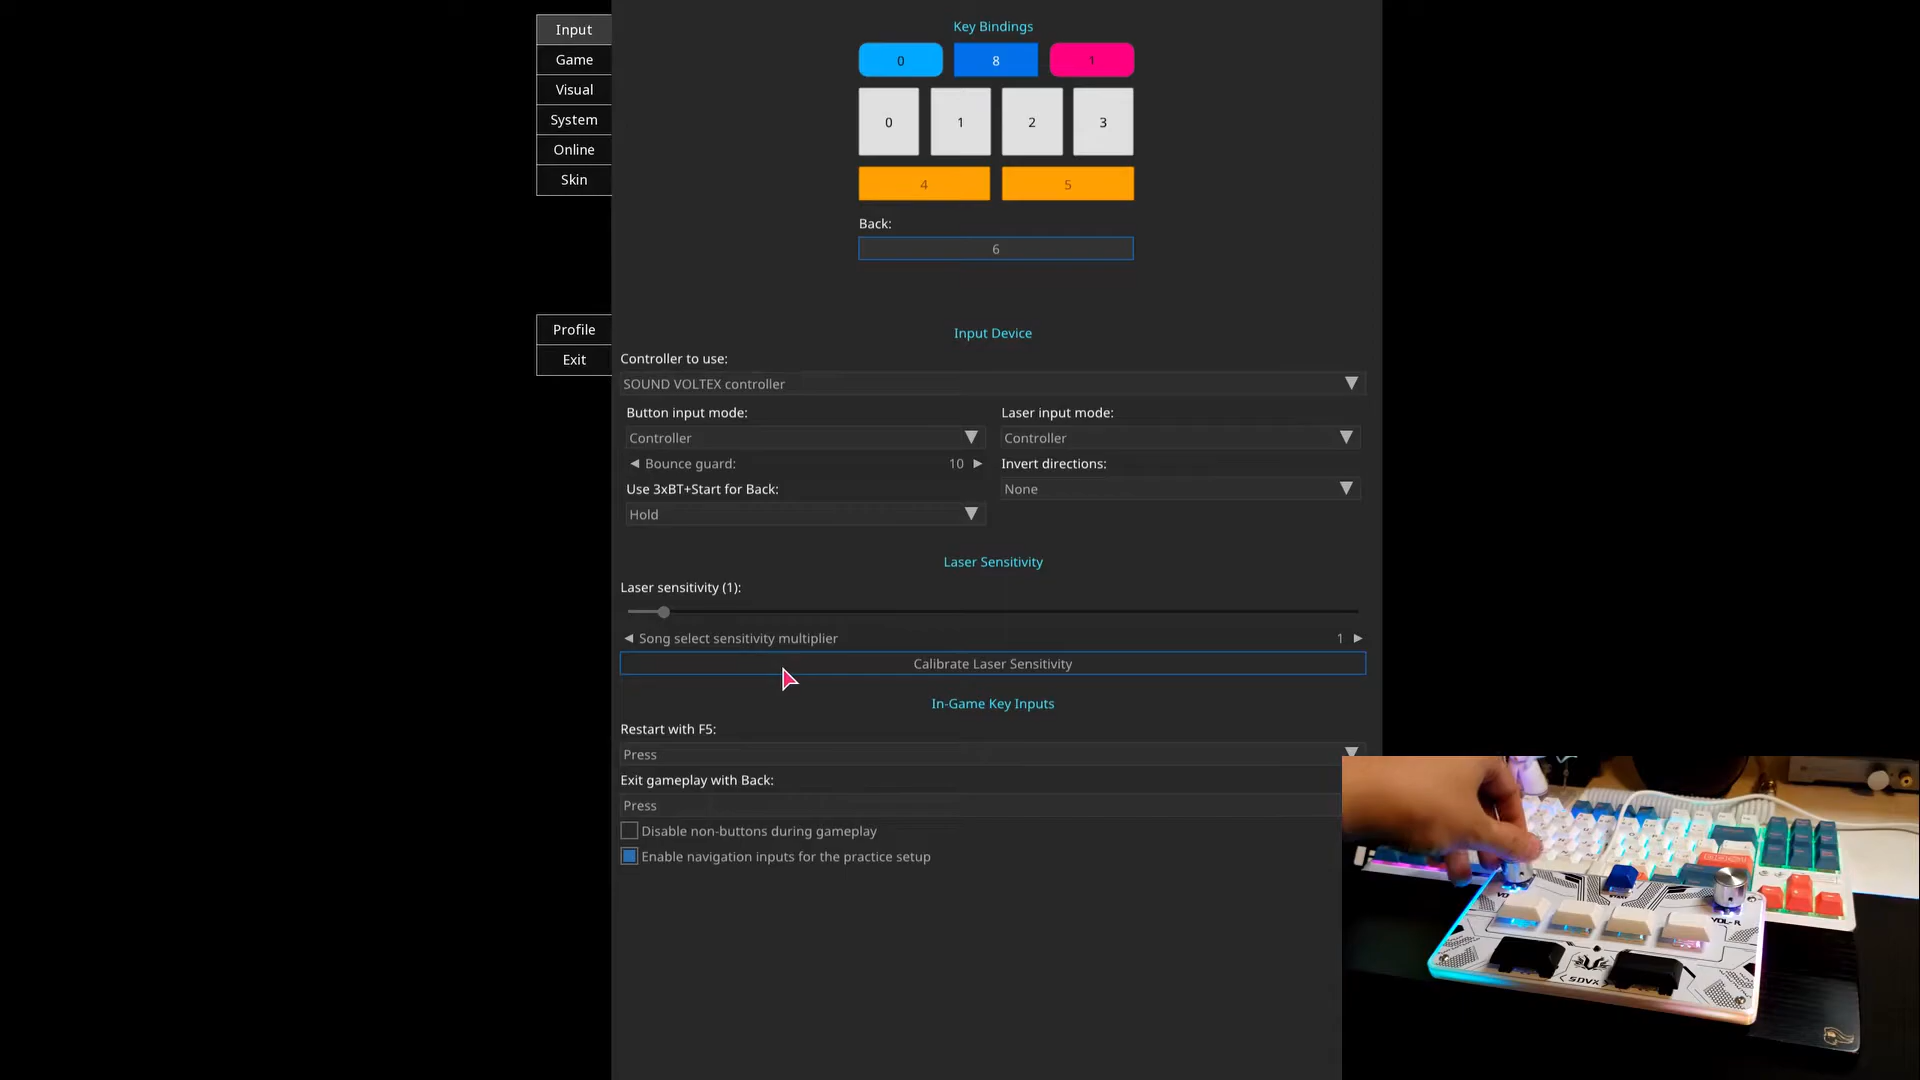 Input
Game
Visual
System
Online
Skin
Profile
Exit
Key Bindings
0 8 1
0 1 2 3
4 5
Back:
6
Input Device
Controller to use:
SOUND VOLTEX controller
Button input mode:
Controller
Bounce guard: 10
Use 3xBT+Start for Back:
Hold
Laser input mode:
Controller
Invert directions:
None
Laser Sensitivity
Laser sensitivity (1):
Song select sensitivity multiplier 1
Calibrate Laser Sensitivity
In-Game Key Inputs
Restart with F5:
Press
Exit gameplay with Back:
Press
Disable non-buttons during gameplay
Enable navigation inputs for the practice setup
VOL-R
SDVX